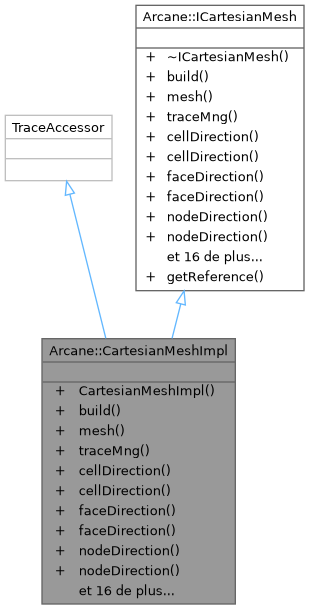 Arcane::ICartesianMesh
+ ~ICartesianMesh()
+ build()
+ mesh()
+ traceMng()
+ cellDirection()
+ cellDirection()
+ faceDirection()
+ faceDirection()
+ nodeDirection()
+ nodeDirection()
et 16 de plus...
+ getReference()
TraceAccessor
Arcane::CartesianMeshImpl
+ CartesianMeshImpl()
+ build()
+ mesh()
+ traceMng()
+ cellDirection()
+ cellDirection()
+ faceDirection()
+ faceDirection()
+ nodeDirection()
+ nodeDirection()
et 16 de plus...